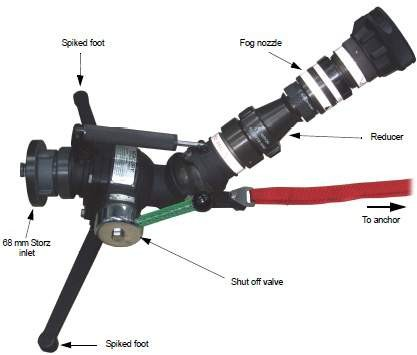 Spiked foot
Fog nozzle
Reducer
To anchor
68 mm Storz
inlet
Shut off valve
Spiked foot